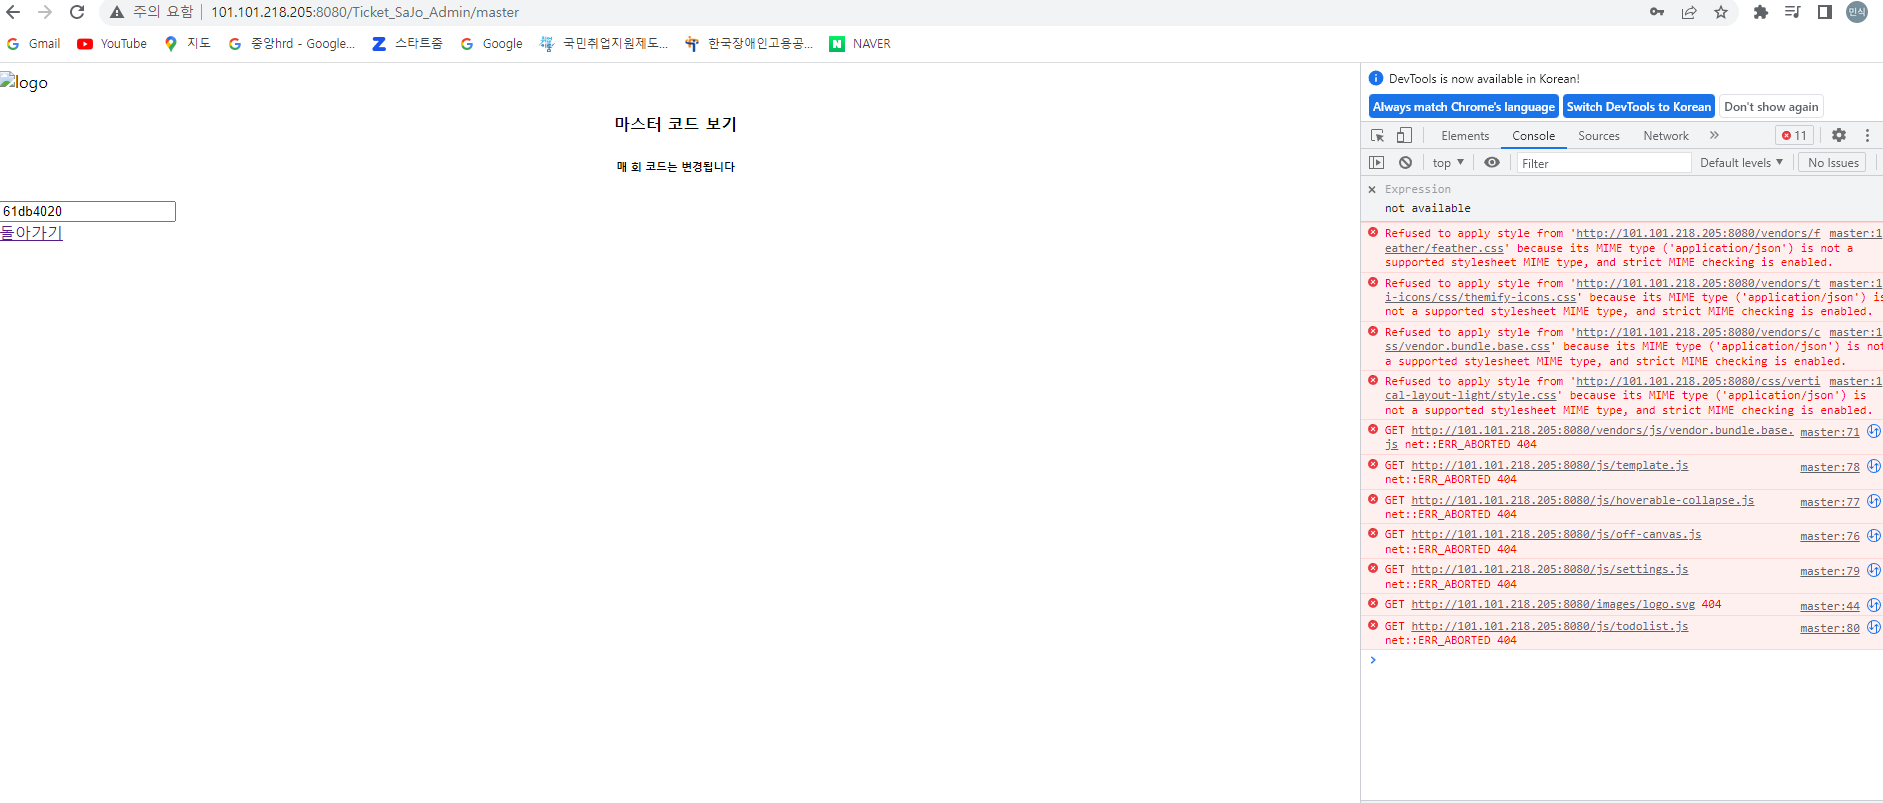 주의 요함 101.101.218.205:8080/Ticket_SaJo_Admin/master 민식
Gmail YouTube 지도 중앙hrd - Google... 스타트줌 Google 국민취업지원제도... 한국장애인고용공... NAVER
logo
마스터 코드 보기
매 회 코드는 변경됩니다
61db4020
돌아가기
DevTools is now available in Korean!
Always match Chrome's language Switch DevTools to Korean Don't show again
Elements Console Sources Network » 11
top Filter Default levels No Issues
Expression
not available
Refused to apply style from 'http://101.101.218.205:8080/vendors/f master:1
eather/feather.css' because its MIME type ('application/json') is not a
supported stylesheet MIME type, and strict MIME checking is enabled.
Refused to apply style from 'http://101.101.218.205:8080/vendors/t master:1
i-icons/css/themify-icons.css' because its MIME type ('application/json') is
not a supported stylesheet MIME type, and strict MIME checking is enabled.
Refused to apply style from 'http://101.101.218.205:8080/vendors/c master:1
ss/vendor.bundle.base.css' because its MIME type ('application/json') is not
a supported stylesheet MIME type, and strict MIME checking is enabled.
Refused to apply style from 'http://101.101.218.205:8080/css/verti master:1
cal-layout-light/style.css' because its MIME type ('application/json') is
not a supported stylesheet MIME type, and strict MIME checking is enabled.
GET http://101.101.218.205:8080/vendors/js/vendor.bundle.base. master:71
js net::ERR_ABORTED 404
GET http://101.101.218.205:8080/js/template.js master:78
net::ERR_ABORTED 404
GET http://101.101.218.205:8080/js/hoverable-collapse.js master:77
net::ERR_ABORTED 404
GET http://101.101.218.205:8080/js/off-canvas.js master:76
net::ERR_ABORTED 404
GET http://101.101.218.205:8080/js/settings.js master:79
net::ERR_ABORTED 404
GET http://101.101.218.205:8080/images/logo.svg 404 master:44
GET http://101.101.218.205:8080/js/todolist.js master:80
net::ERR_ABORTED 404